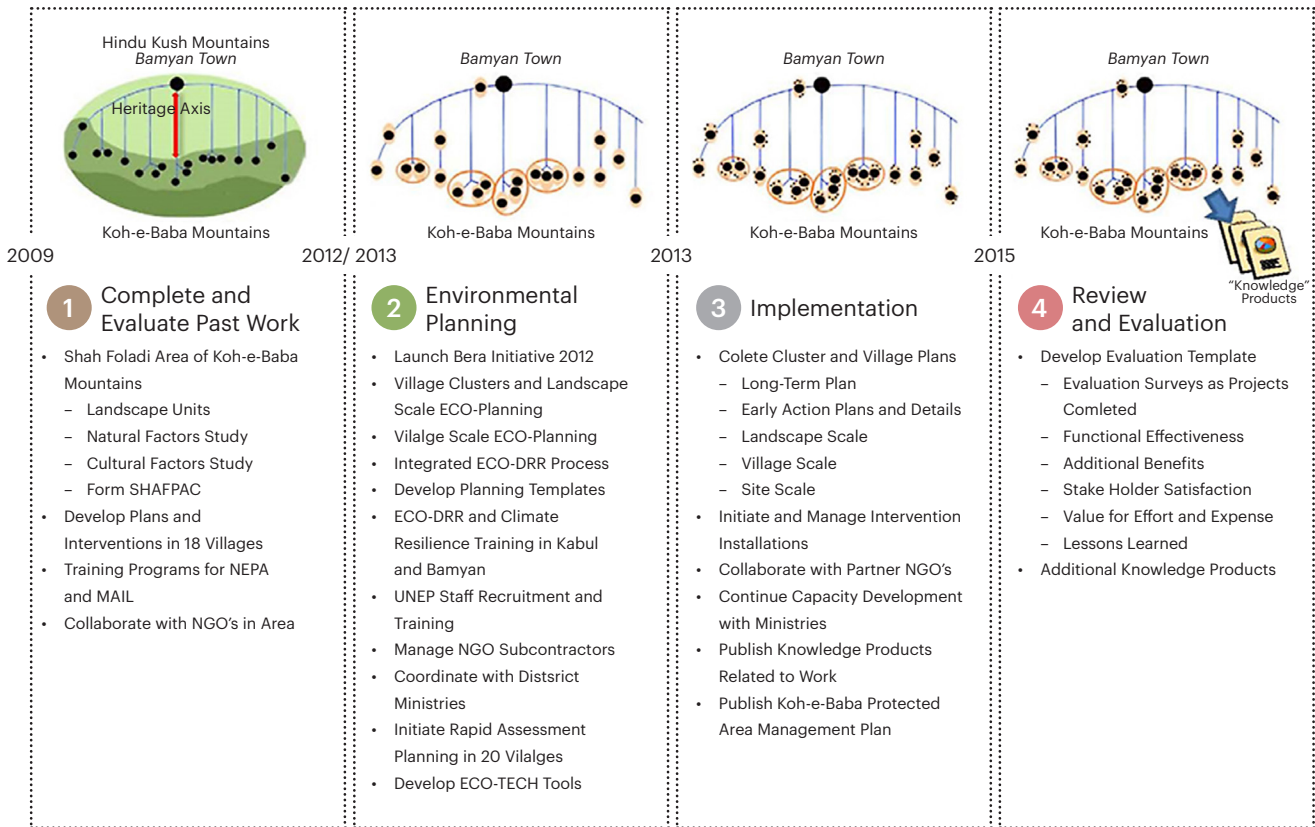 Hindu Kush Mountains
Bamyan Town
Heritage Axis
Koh-e-Baba Mountains
Bamyan Town
Koh-e-Baba Mountains
Bamyan Town
Koh-e-Baba Mountains
Bamyan Town
Koh-e-Baba Mountains
"Knowledge"
Products
2009
2012/ 2013
2013
2015
1
Complete and
Evaluate Past Work
• Shah Foladi Area of Koh-e-Baba
Mountains
– Landscape Units
– Natural Factors Study
– Cultural Factors Study
– Form SHAFPAC
• Develop Plans and
Interventions in 18 Villages
• Training Programs for NEPA
and MAIL
• Collaborate with NGO's in Area
2
Environmental
Planning
• Launch Bera Initiative 2012
• Village Clusters and Landscape
Scale ECO-Planning
• Vilalge Scale ECO-Planning
• Integrated ECO-DRR Process
• Develop Planning Templates
• ECO-DRR and Climate
Resilience Training in Kabul
and Bamyan
• UNEP Staff Recruitment and
Training
• Manage NGO Subcontractors
• Coordinate with Distsrict
Ministries
• Initiate Rapid Assessment
Planning in 20 Vilalges
• Develop ECO-TECH Tools
3
Implementation
• Colete Cluster and Village Plans
– Long-Term Plan
– Early Action Plans and Details
– Landscape Scale
– Village Scale
– Site Scale
• Initiate and Manage Intervention
Installations
• Collaborate with Partner NGO's
• Continue Capacity Development
with Ministries
• Publish Knowledge Products
Related to Work
• Publish Koh-e-Baba Protected
Area Management Plan
4
Review
and Evaluation
• Develop Evaluation Template
– Evaluation Surveys as Projects
Comleted
– Functional Effectiveness
– Additional Benefits
– Stake Holder Satisfaction
– Value for Effort and Expense
– Lessons Learned
• Additional Knowledge Products